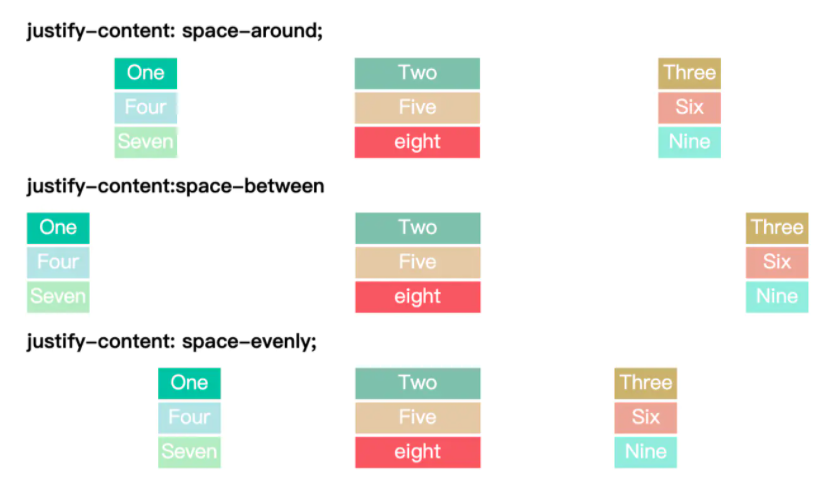 justify-content: space-around;
One Two Three
Four Five Six
Seven eight Nine
justify-content:space-between
One Two Three
Four Five Six
Seven eight Nine
justify-content: space-evenly;
One Two Three
Four Five Six
Seven eight Nine